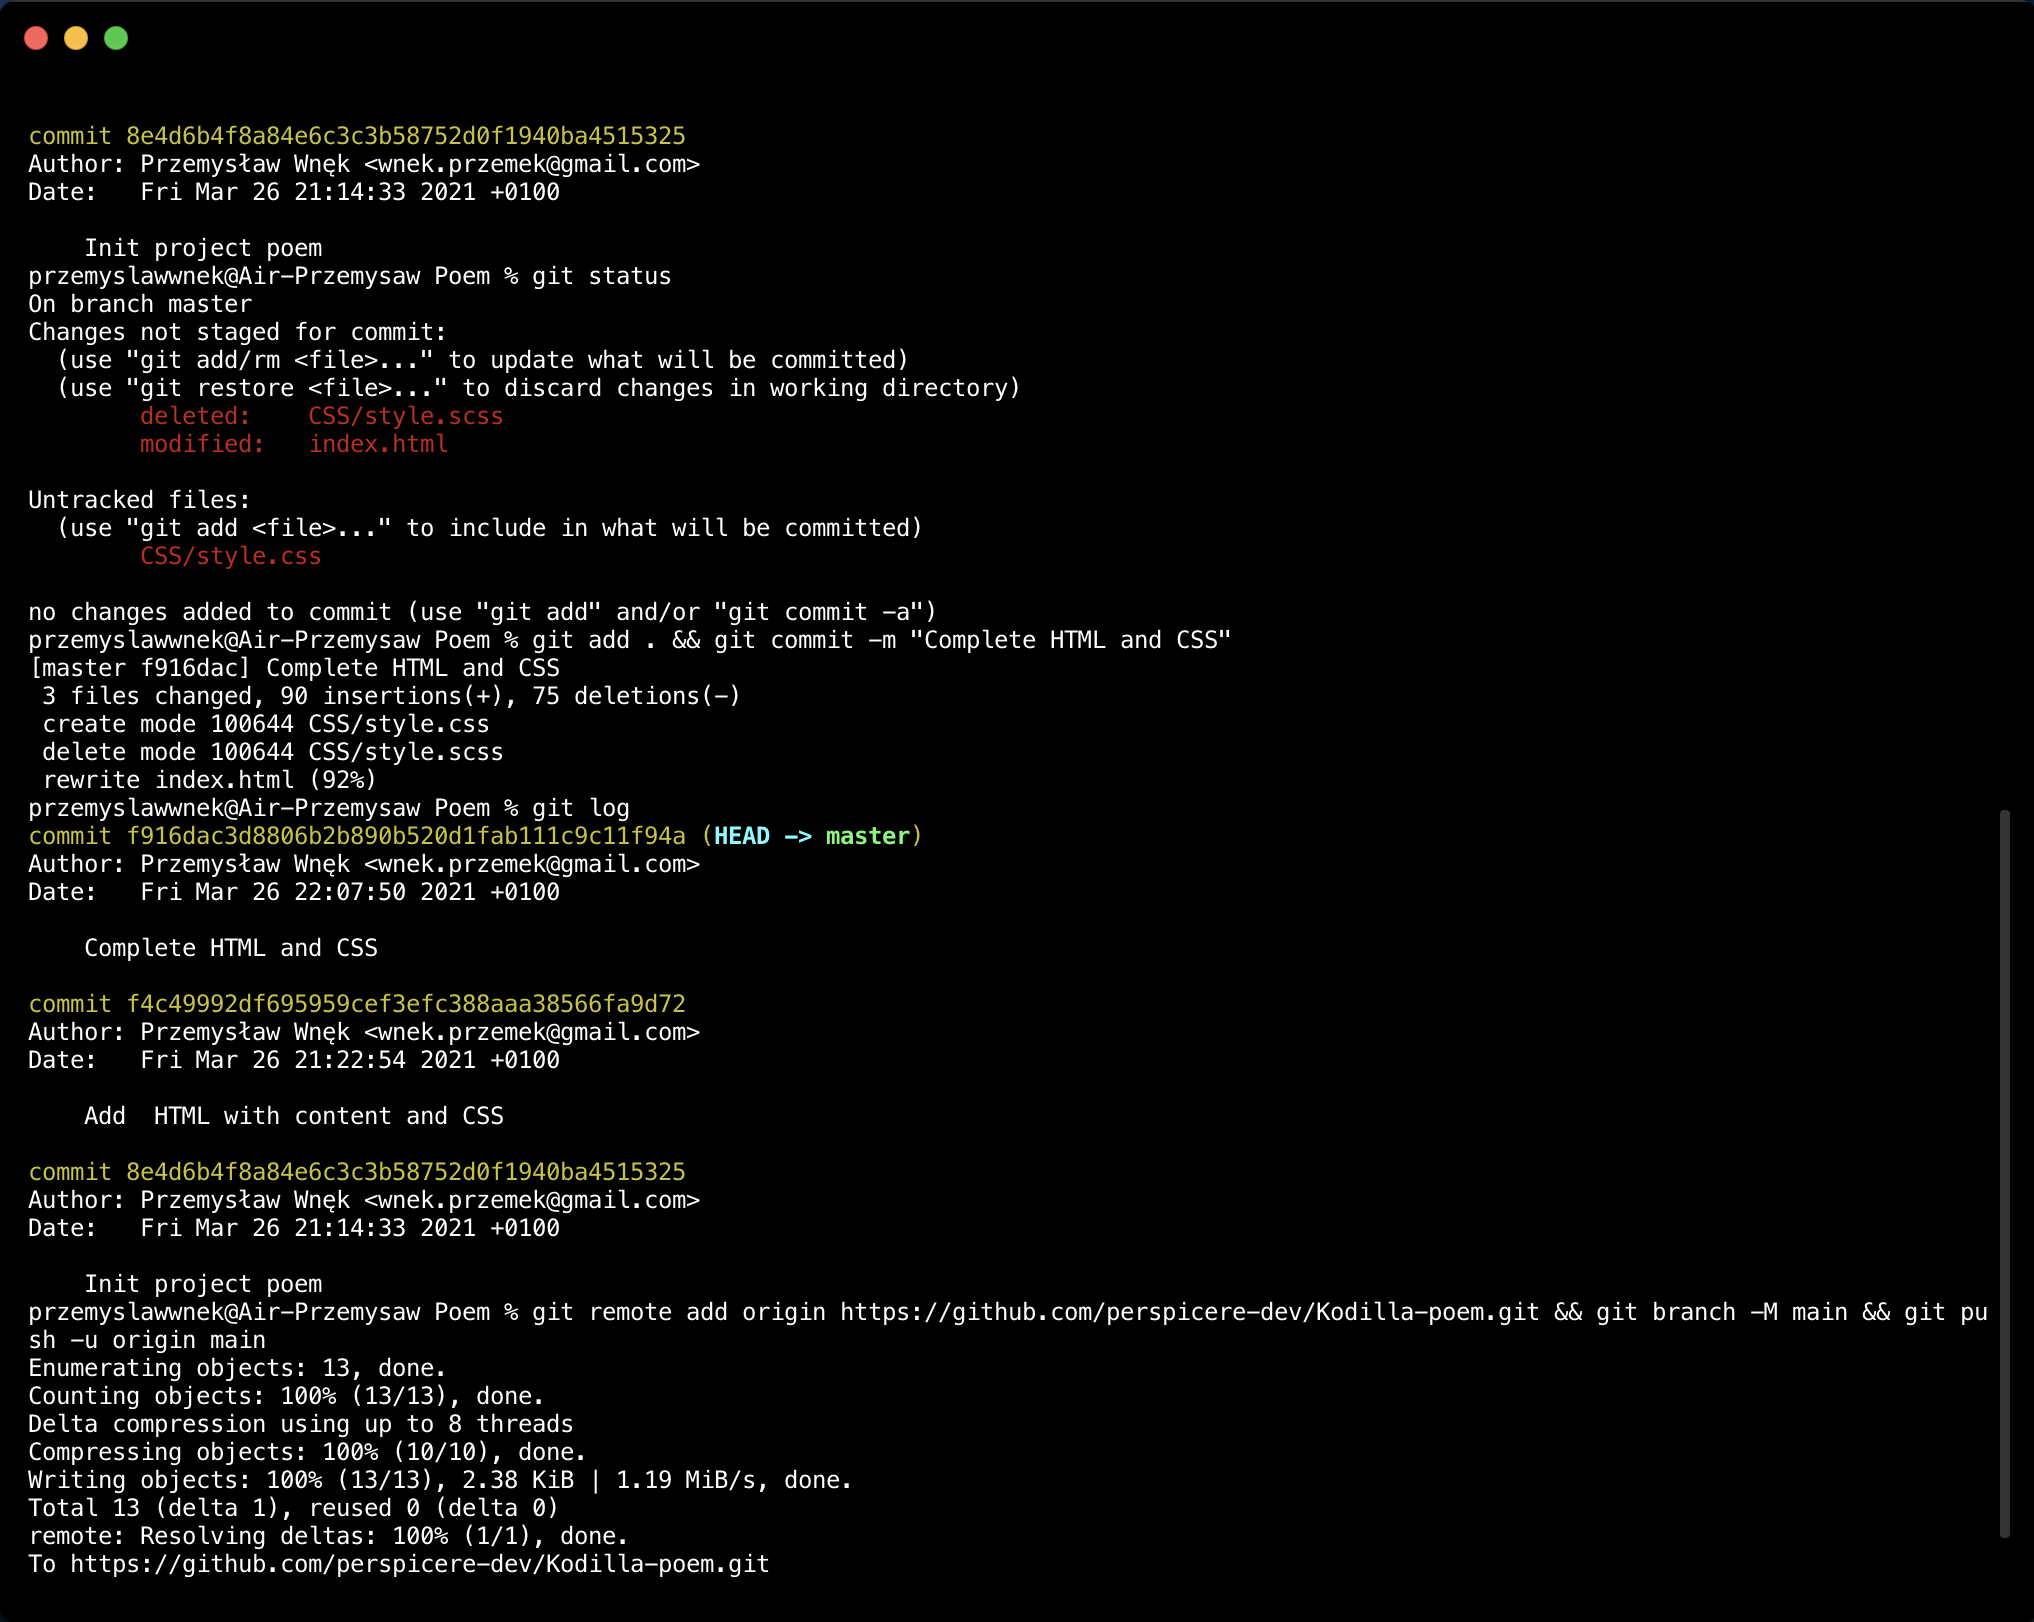 commit 8e4d6b4f8a84e6c3c3b58752d0f1940ba4515325
Author: Przemysław Wnęk <wnek.przemek@gmail.com>
Date:   Fri Mar 26 21:14:33 2021 +0100

    Init project poem
przemyslawwnek@Air-Przemysaw Poem % git status
On branch master
Changes not staged for commit:
  (use "git add/rm <file>..." to update what will be committed)
  (use "git restore <file>..." to discard changes in working directory)
        deleted:    CSS/style.scss
        modified:   index.html

Untracked files:
  (use "git add <file>..." to include in what will be committed)
        CSS/style.css

no changes added to commit (use "git add" and/or "git commit -a")
przemyslawwnek@Air-Przemysaw Poem % git add . && git commit -m "Complete HTML and CSS"
[master f916dac] Complete HTML and CSS
 3 files changed, 90 insertions(+), 75 deletions(-)
 create mode 100644 CSS/style.css
 delete mode 100644 CSS/style.scss
 rewrite index.html (92%)
przemyslawwnek@Air-Przemysaw Poem % git log
commit f916dac3d8806b2b890b520d1fab111c9c11f94a (HEAD -> master)
Author: Przemysław Wnęk <wnek.przemek@gmail.com>
Date:   Fri Mar 26 22:07:50 2021 +0100

    Complete HTML and CSS

commit f4c49992df695959cef3efc388aaa38566fa9d72
Author: Przemysław Wnęk <wnek.przemek@gmail.com>
Date:   Fri Mar 26 21:22:54 2021 +0100

    Add  HTML with content and CSS

commit 8e4d6b4f8a84e6c3c3b58752d0f1940ba4515325
Author: Przemysław Wnęk <wnek.przemek@gmail.com>
Date:   Fri Mar 26 21:14:33 2021 +0100

    Init project poem
przemyslawwnek@Air-Przemysaw Poem % git remote add origin https://github.com/perspicere-dev/Kodilla-poem.git && git branch -M main && git pu
sh -u origin main
Enumerating objects: 13, done.
Counting objects: 100% (13/13), done.
Delta compression using up to 8 threads
Compressing objects: 100% (10/10), done.
Writing objects: 100% (13/13), 2.38 KiB | 1.19 MiB/s, done.
Total 13 (delta 1), reused 0 (delta 0)
remote: Resolving deltas: 100% (1/1), done.
To https://github.com/perspicere-dev/Kodilla-poem.git